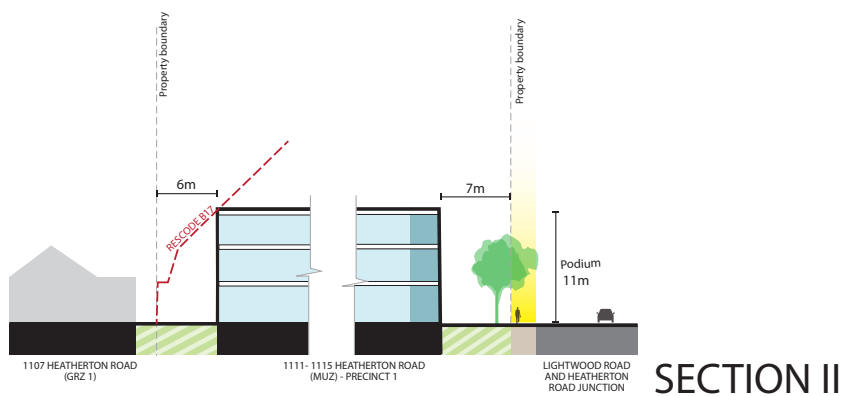 Property boundary
Property boundary
6m
7m
RESCODE B17
Podium
11m
1107 HEATHERTON ROAD
(GRZ 1)
1111- 1115 HEATHERTON ROAD
(MUZ) - PRECINCT 1
LIGHTWOOD ROAD
AND HEATHERTON
ROAD JUNCTION
SECTION II